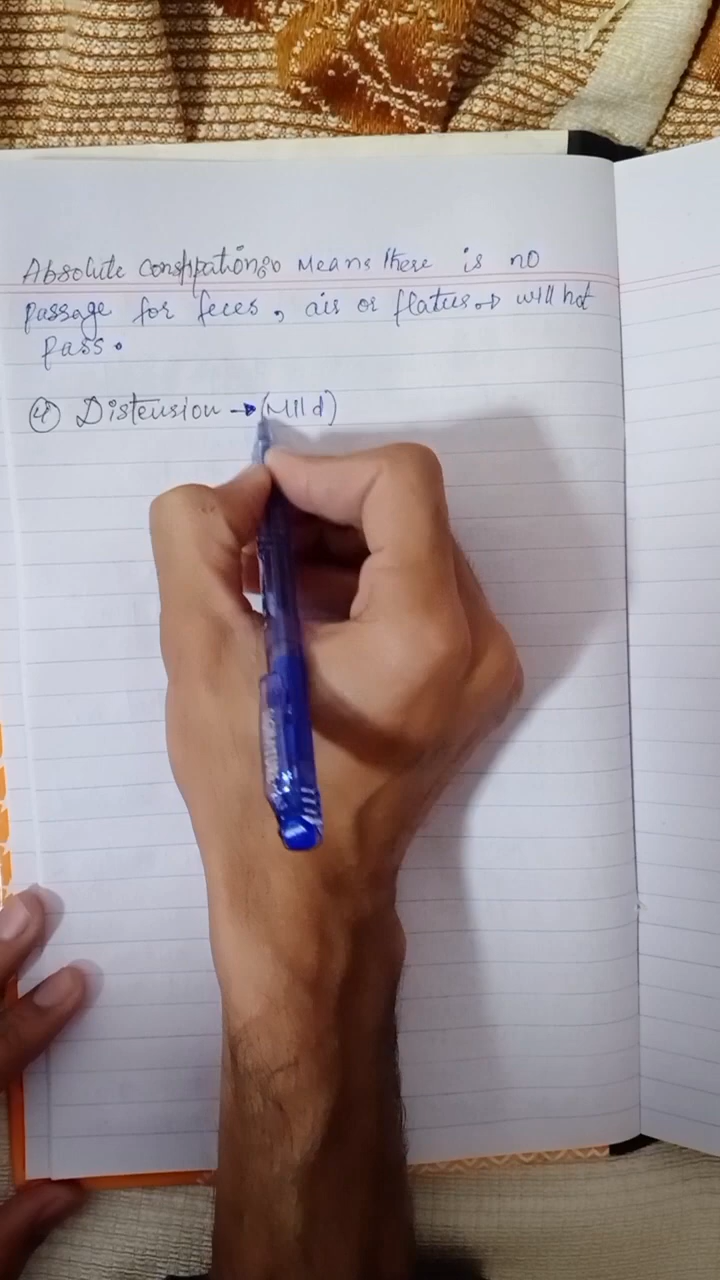 Absolute Constipation:- Means there is no
passage for feces, air or flatus → will not
pass.
④ Distension → (Mild)